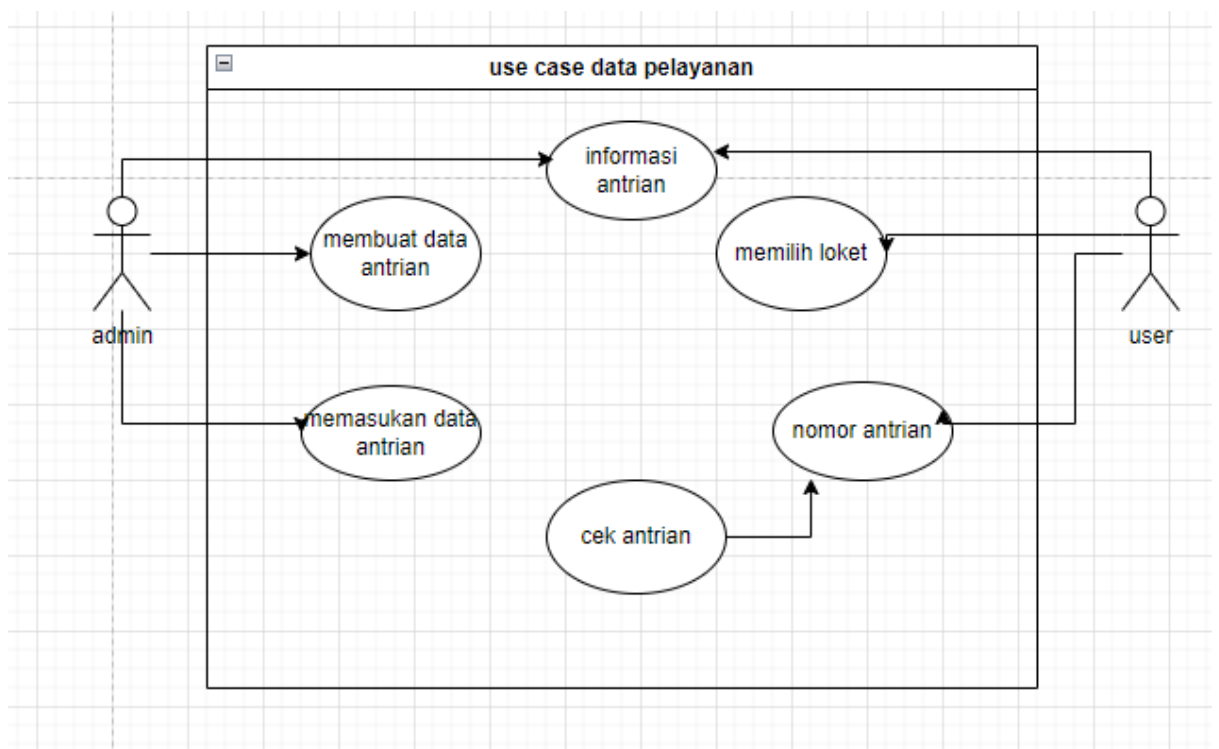 use case data pelayanan
informasi
antrian
membuat data
antrian
memilih loket
admin
user
memasukan data
antrian
nomor antrian
cek antrian